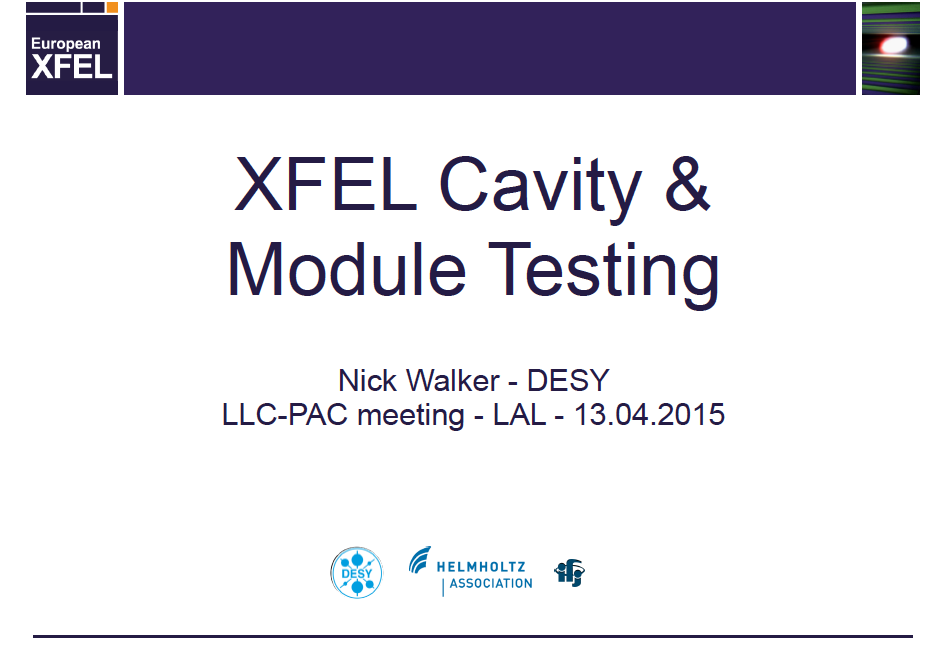 European
XFEL
XFEL Cavity &
Module Testing
Nick Walker - DESY
LLC-PAC meeting - LAL - 13.04.2015
DESY
HELMHOLTZ
ASSOCIATION
ifj